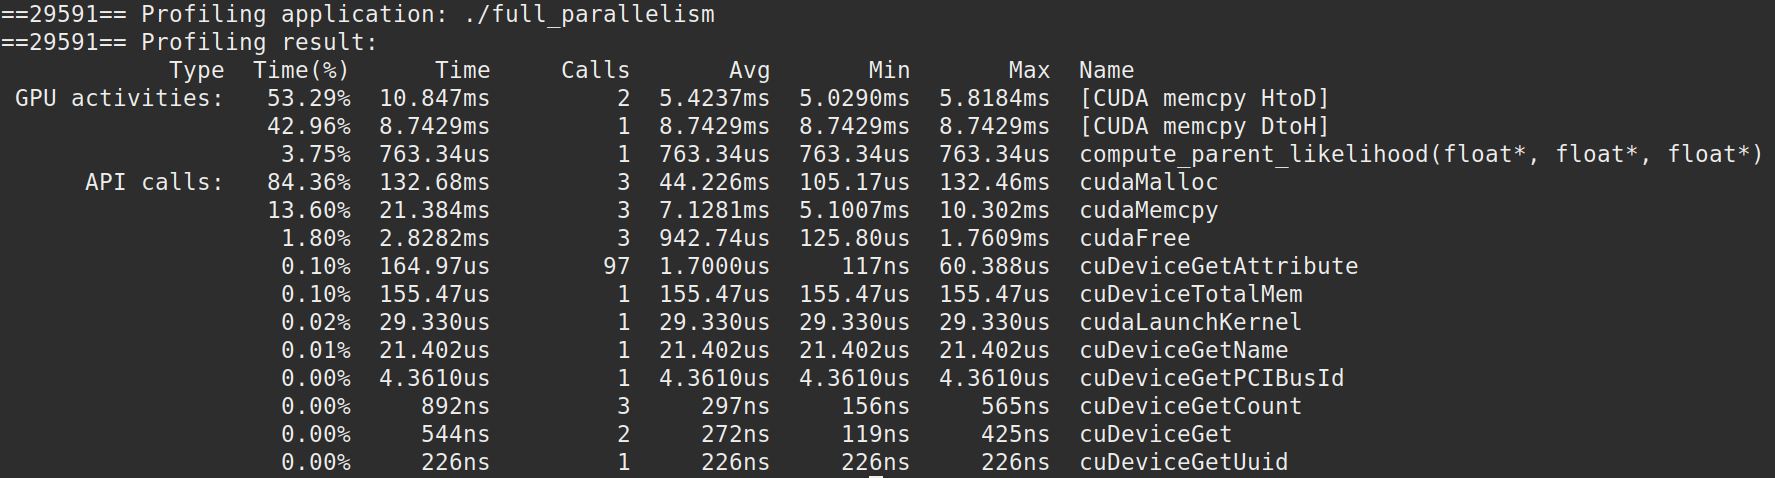 ==29591== Profiling application: ./full_parallelism
==29591== Profiling result:
            Type  Time(%)      Time     Calls       Avg       Min       Max  Name
 GPU activities:   53.29%  10.847ms         2  5.4237ms  5.0290ms  5.8184ms  [CUDA memcpy HtoD]
                   42.96%  8.7429ms         1  8.7429ms  8.7429ms  8.7429ms  [CUDA memcpy DtoH]
                    3.75%  763.34us         1  763.34us  763.34us  763.34us  compute_parent_likelihood(float*, float*, float*)
      API calls:   84.36%  132.68ms         3  44.226ms  105.17us  132.46ms  cudaMalloc
                   13.60%  21.384ms         3  7.1281ms  5.1007ms  10.302ms  cudaMemcpy
                    1.80%  2.8282ms         3  942.74us  125.80us  1.7609ms  cudaFree
                    0.10%  164.97us        97  1.7000us     117ns  60.388us  cuDeviceGetAttribute
                    0.10%  155.47us         1  155.47us  155.47us  155.47us  cuDeviceTotalMem
                    0.02%  29.330us         1  29.330us  29.330us  29.330us  cudaLaunchKernel
                    0.01%  21.402us         1  21.402us  21.402us  21.402us  cuDeviceGetName
                    0.00%  4.3610us         1  4.3610us  4.3610us  4.3610us  cuDeviceGetPCIBusId
                    0.00%     892ns         3     297ns     156ns     565ns  cuDeviceGetCount
                    0.00%     544ns         2     272ns     119ns     425ns  cuDeviceGet
                    0.00%     226ns         1     226ns     226ns     226ns  cuDeviceGetUuid